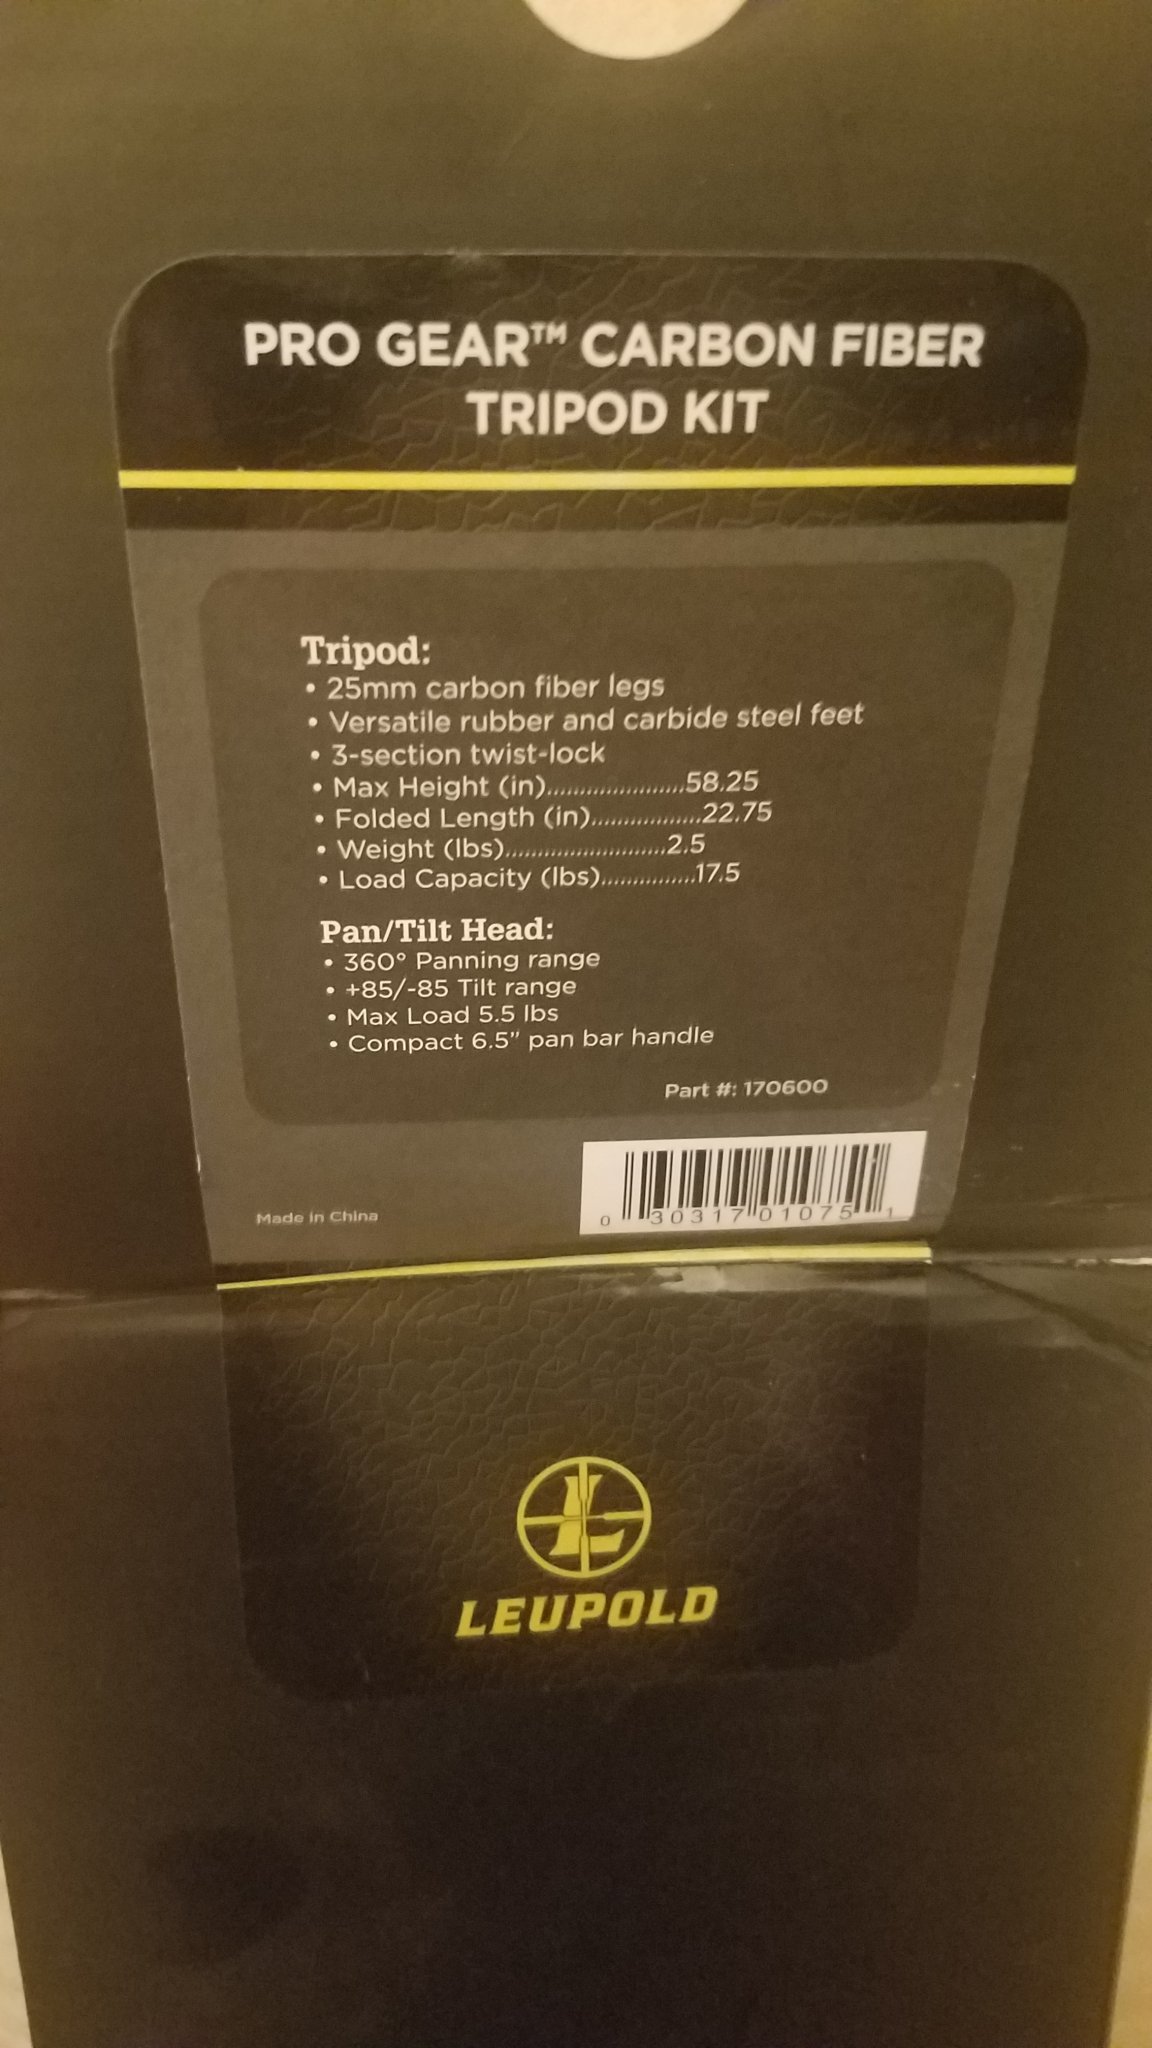 PRO GEAR™ CARBON FIBER
TRIPOD KIT
Tripod:
• 25mm carbon fiber legs
• Versatile rubber and carbide steel feet
• 3-section twist-lock
• Max Height (in).....................58.25
• Folded Length (in).................22.75
• Weight (lbs).........................2.5
• Load Capacity (lbs)...............17.5
Pan/Tilt Head:
• 360° Panning range
• +85/-85 Tilt range
• Max Load 5.5 lbs
• Compact 6.5" pan bar handle
Part #: 170600
Made in China
0 30317 01075 1
L
LEUPOLD